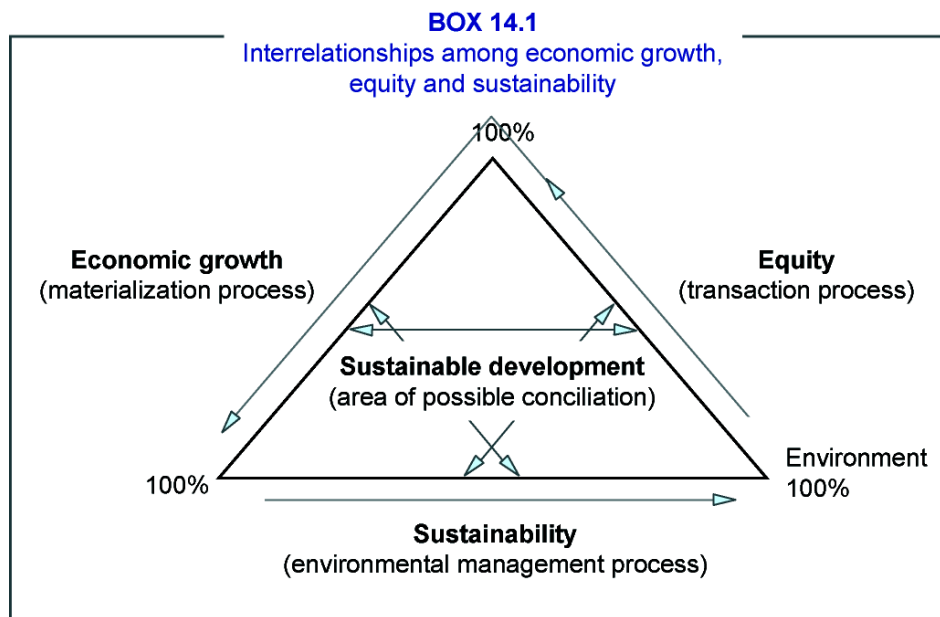 BOX 14.1
Interrelationships among economic growth,
equity and sustainability
100%
Economic growth
(materialization process)
Equity
(transaction process)
Sustainable development
(area of possible conciliation)
100%
Environment
100%
Sustainability
(environmental management process)